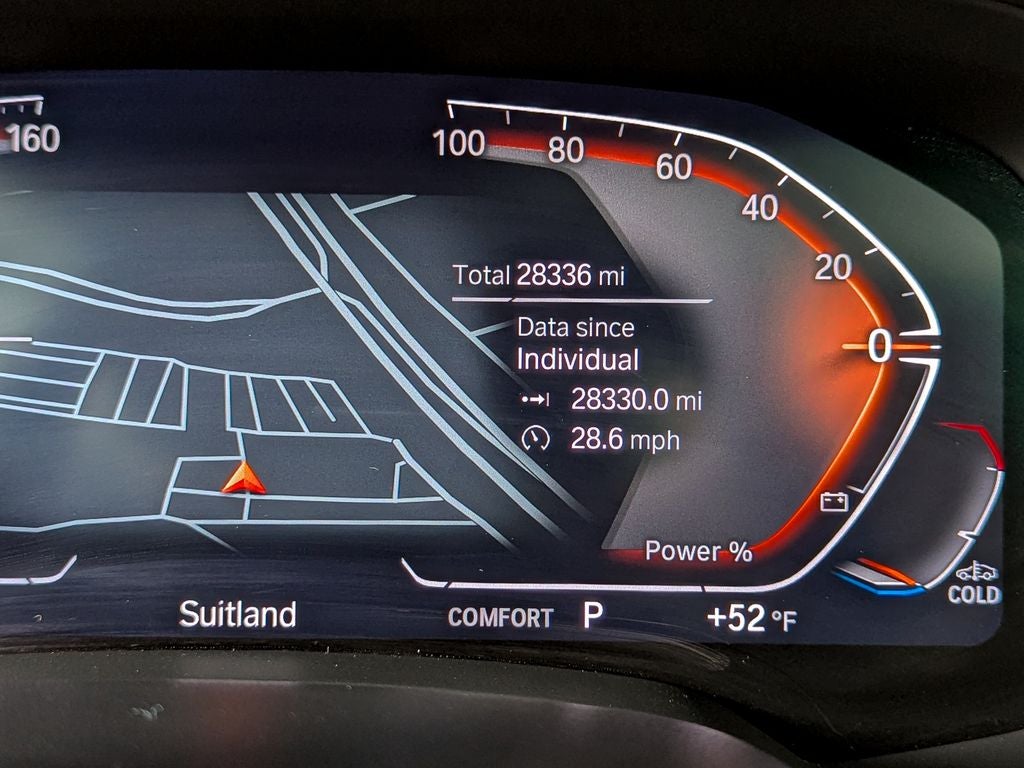 160
100
80
60
40
20
0
Total 28336 mi
Data since
Individual
28330.0 mi
28.6 mph
Power %
COLD
Suitland
COMFORT P
+52 °F